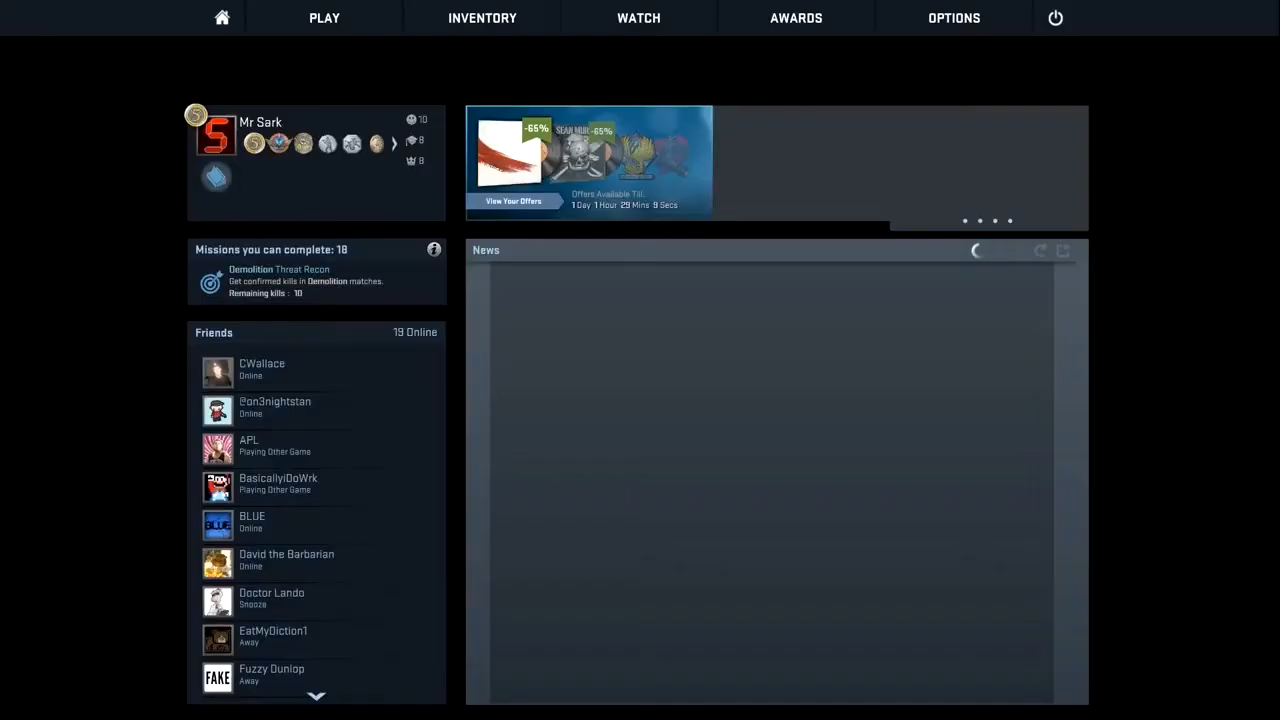 PLAY
INVENTORY
WATCH
AWARDS
OPTIONS
Mr Sark
10
8
8
-65%
SEAN MUR
-65%
View Your Offers
Offers Available Till:
1 Day 1 Hour 29 Mins 9 Secs
Missions you can complete: 18
Demolition Threat Recon
Get confirmed kills in Demolition matches.
Remaining kills : 10
News
Friends
19 Online
CWallace
Online
@on3nightstan
Online
APL
Playing Other Game
BasicallyiDoWrk
Playing Other Game
BLUE
BLUE
Online
David the Barbarian
Online
Doctor Lando
Snooze
EatMyDiction1
Away
FAKE
Fuzzy Dunlop
Away